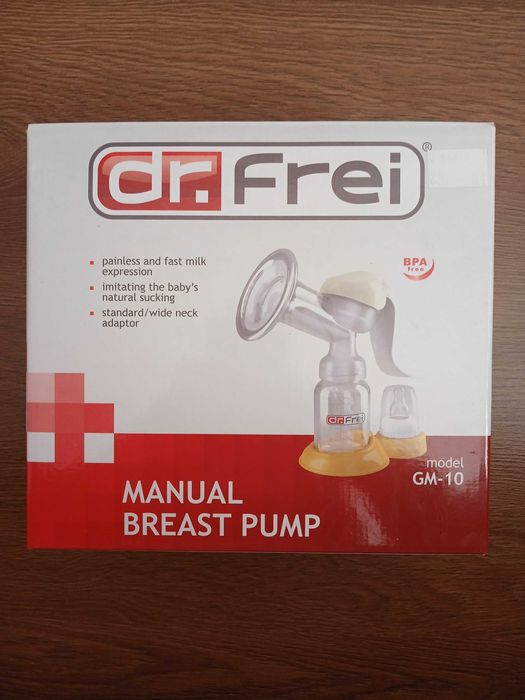 dr.Frei®
painless and fast milk
expression
imitating the baby's
natural sucking
standard/wide neck
adaptor
BPA
free
dr.Frei
model
GM-10
MANUAL
BREAST PUMP